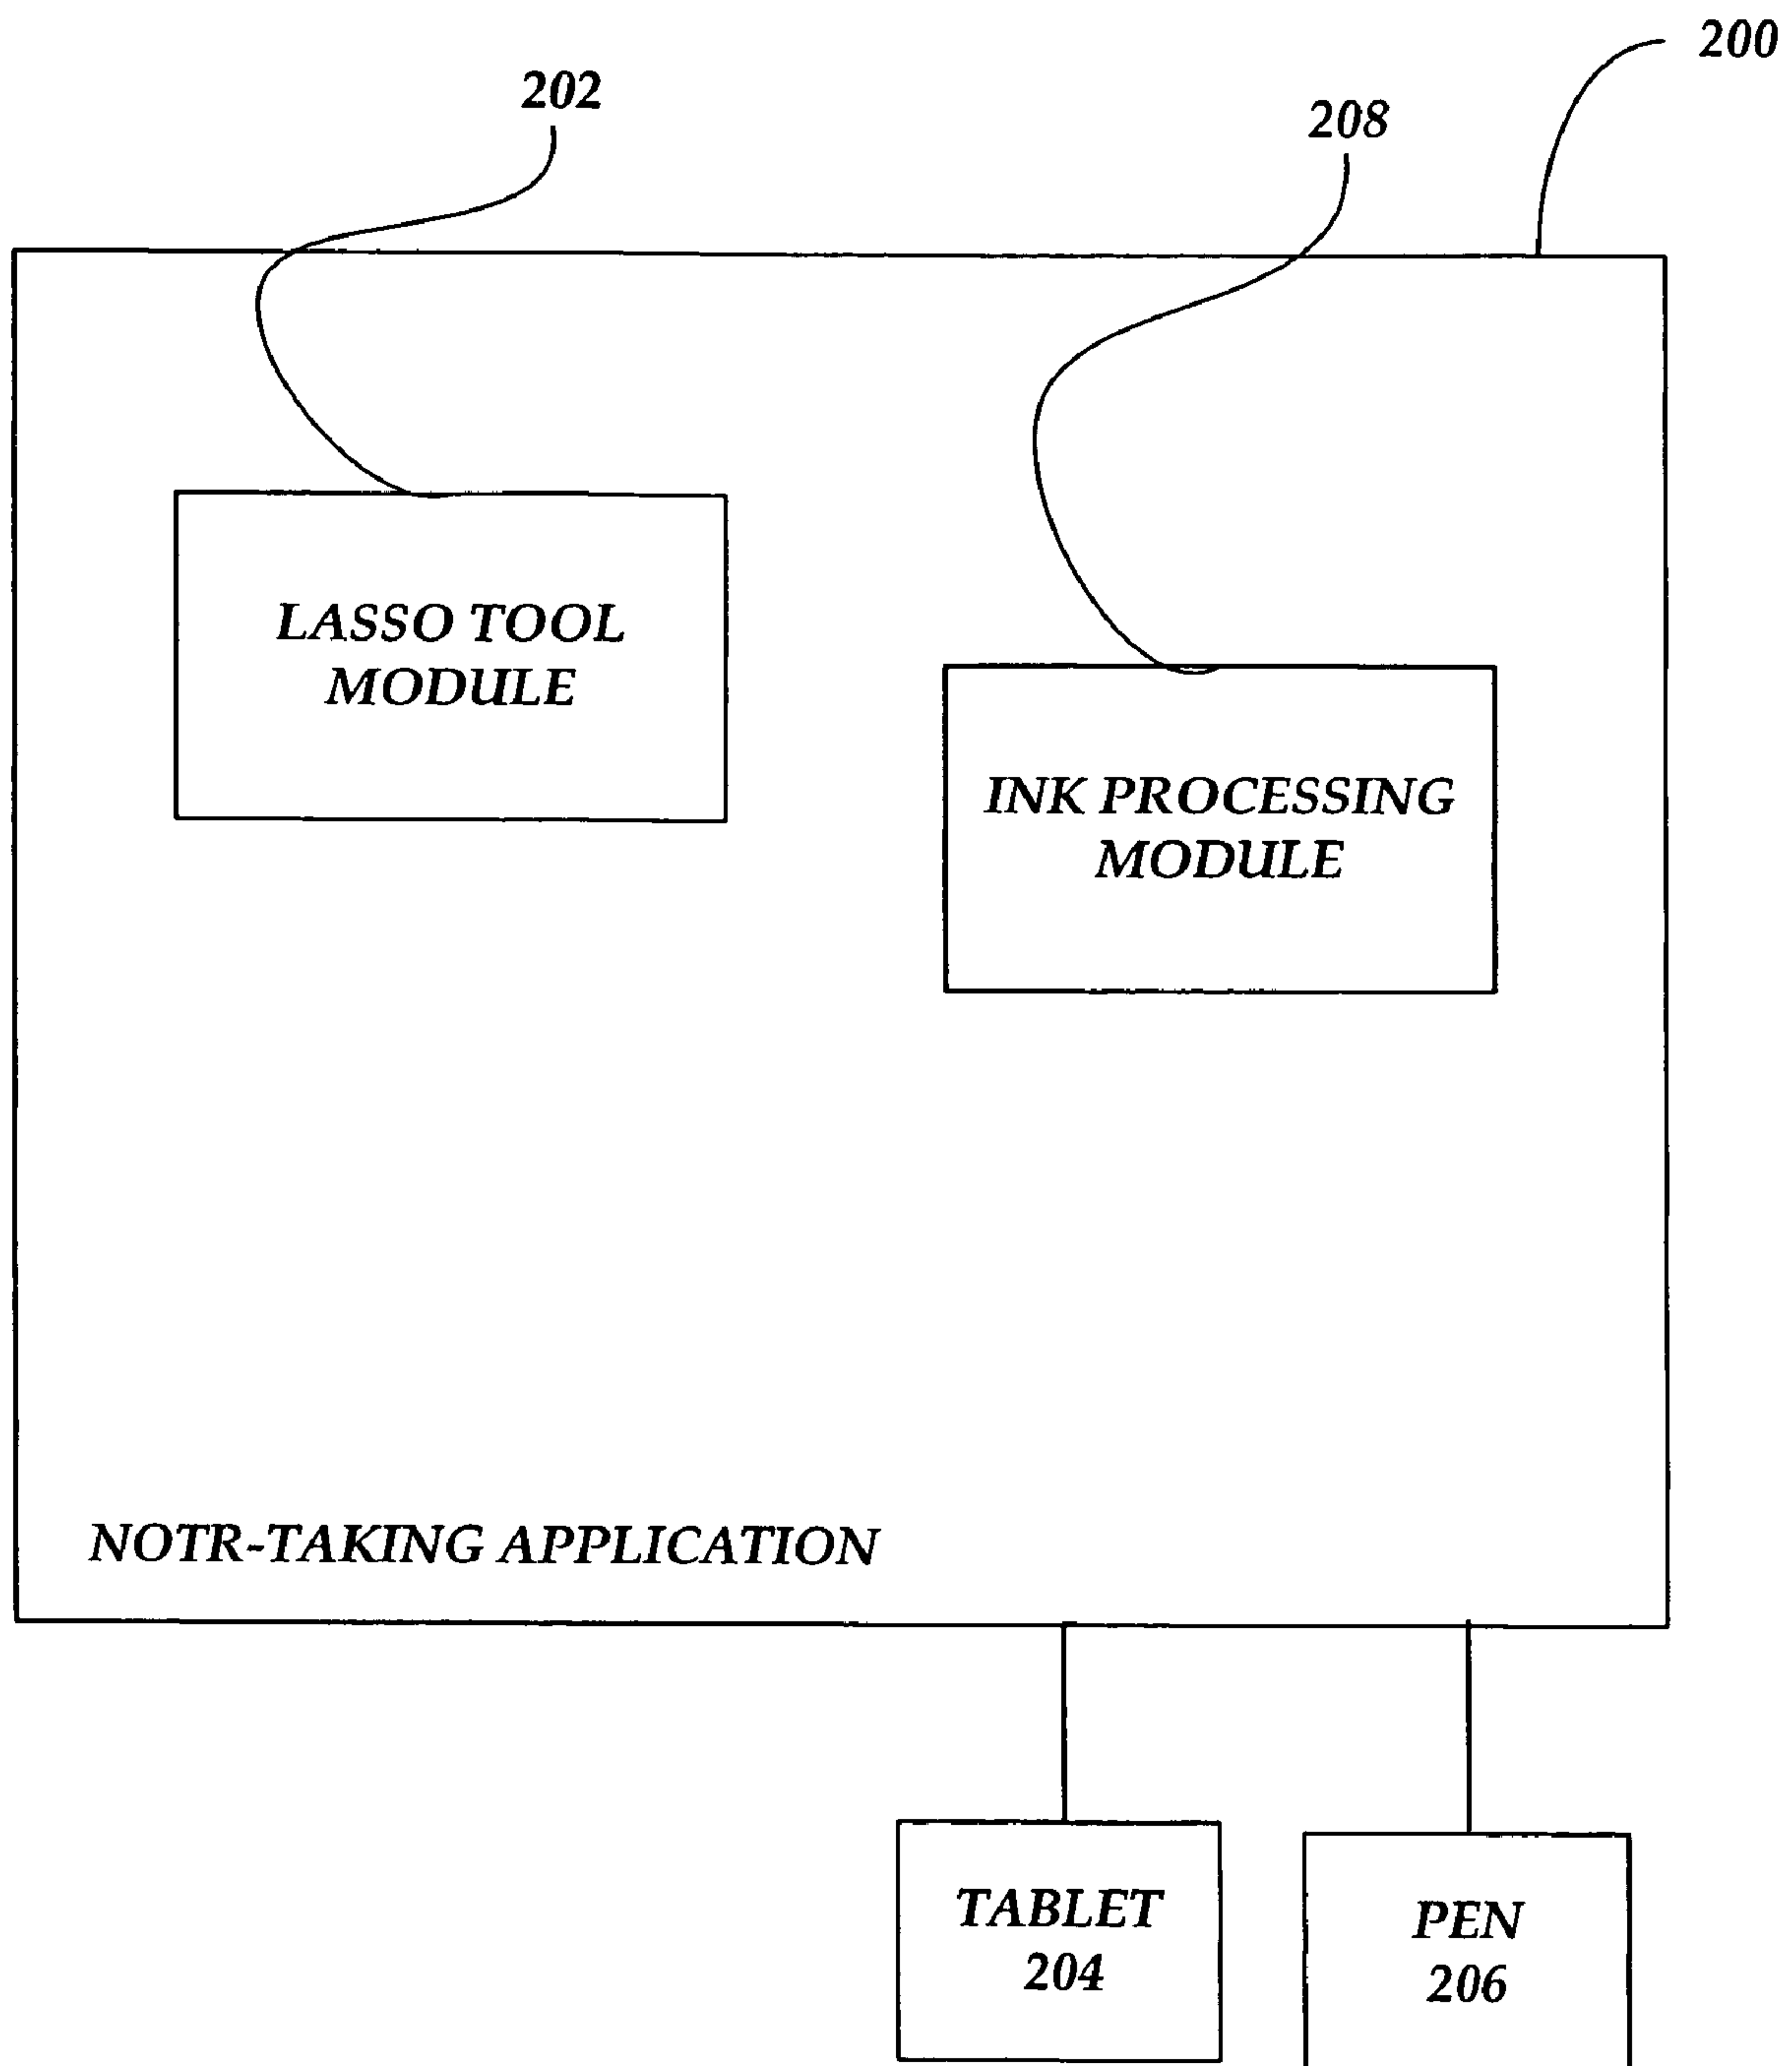 200
202
208
LASSO TOOL
MODULE
INK PROCESSING
MODULE
NOTR-TAKING APPLICATION
TABLET
204
PEN
206